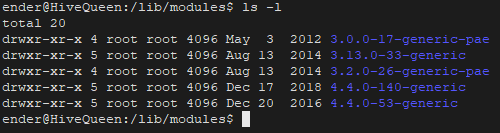 ender@HiveQueen:/lib/modules$ ls -l
total 20
drwxr-xr-x 4 root root 4096 May  3  2012 3.0.0-17-generic-pae
drwxr-xr-x 5 root root 4096 Aug 13  2014 3.13.0-33-generic
drwxr-xr-x 4 root root 4096 Aug 13  2014 3.2.0-26-generic-pae
drwxr-xr-x 5 root root 4096 Dec 17  2018 4.4.0-140-generic
drwxr-xr-x 5 root root 4096 Dec 20  2016 4.4.0-53-generic
ender@HiveQueen:/lib/modules$